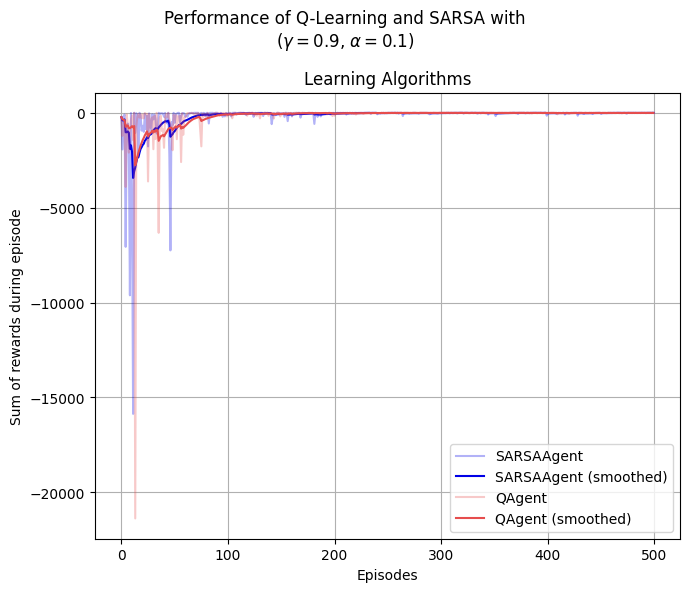 Performance of Q-Learning and SARSA with
(γ = 0.9, α = 0.1)
Learning Algorithms
Sum of rewards during episode
0
−5000
−10000
−15000
−20000
SARSAAgent
SARSAAgent (smoothed)
QAgent
QAgent (smoothed)
0 100 200 300 400 500
Episodes